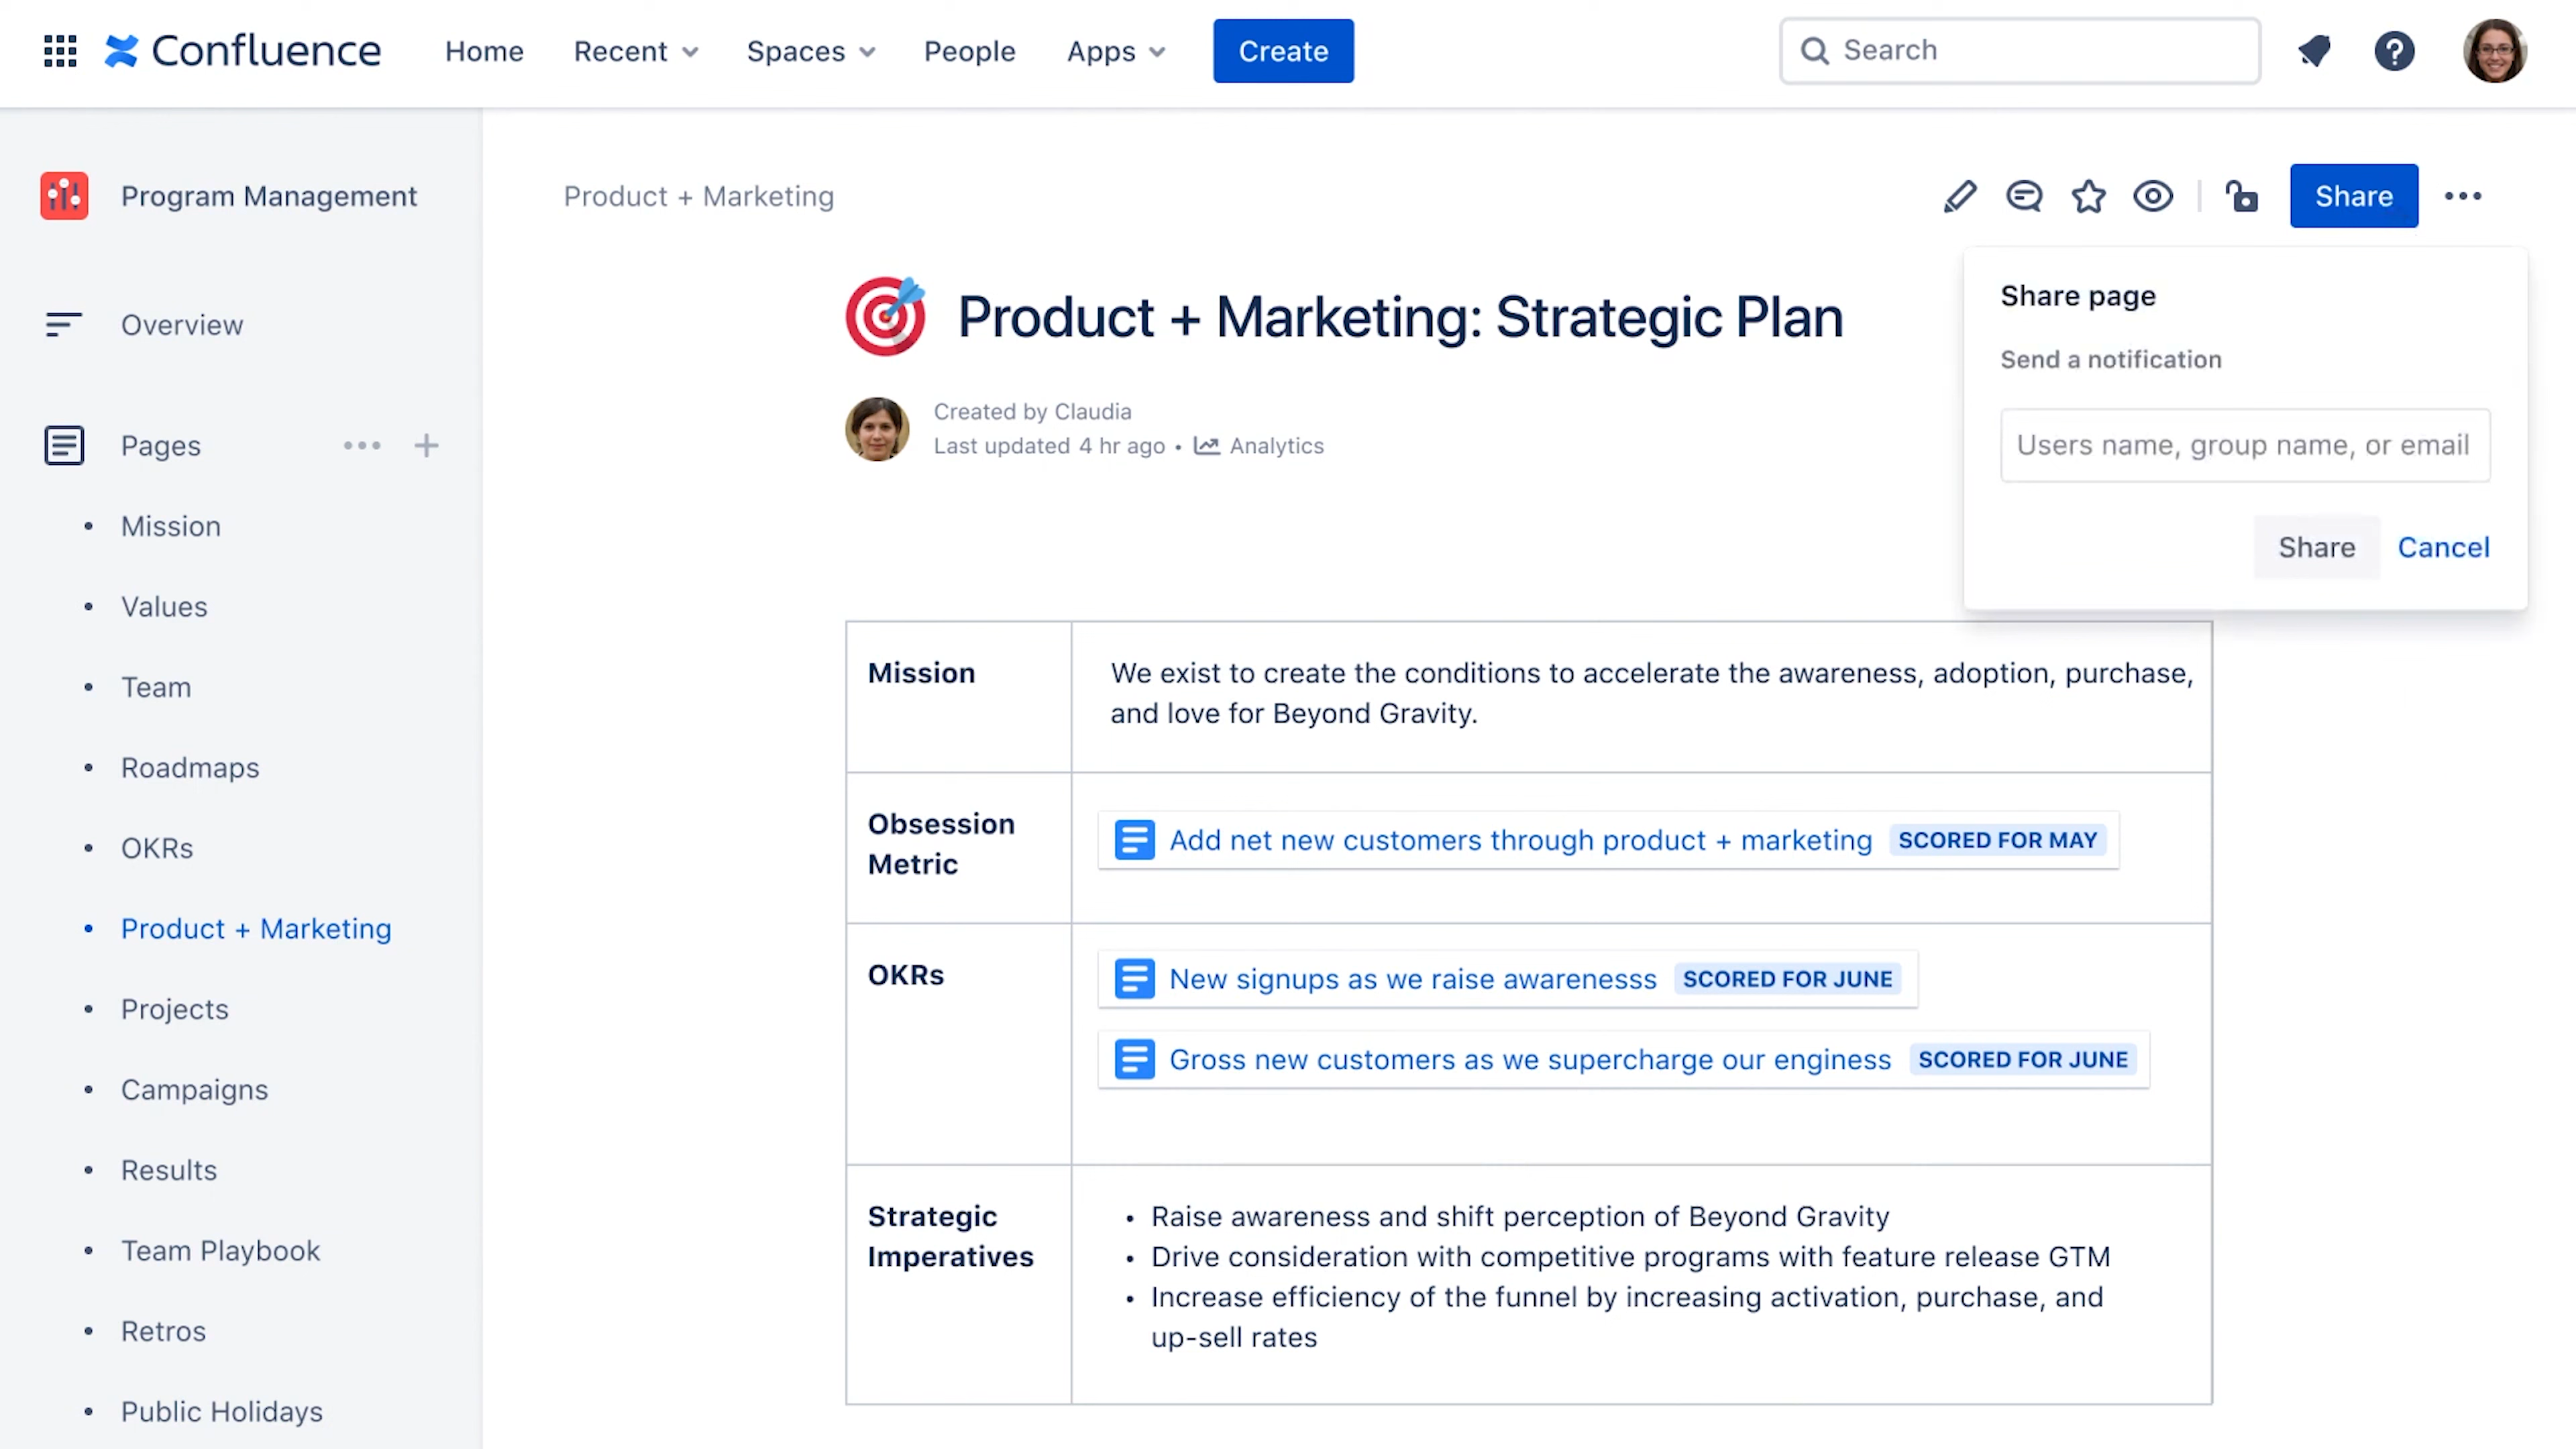 Confluence
Home
Recent
Spaces
People
Apps
Create
Search
Program Management
Overview
Pages
Mission
Values
Team
Roadmaps
OKRs
Product + Marketing
Projects
Campaigns
Results
Team Playbook
Retros
Public Holidays
Product + Marketing
Share
Product + Marketing: Strategic Plan
Created by Claudia
Last updated 4 hr ago • Analytics
Share page
Send a notification
Users name, group name, or email
Share
Cancel
Mission
We exist to create the conditions to accelerate the awareness, adoption, purchase,
and love for Beyond Gravity.
Obsession
Metric
Add net new customers through product + marketing SCORED FOR MAY
OKRs
New signups as we raise awarenesss SCORED FOR JUNE
Gross new customers as we supercharge our enginess SCORED FOR JUNE
Strategic
Imperatives
• Raise awareness and shift perception of Beyond Gravity
• Drive consideration with competitive programs with feature release GTM
• Increase efficiency of the funnel by increasing activation, purchase, and
up-sell rates